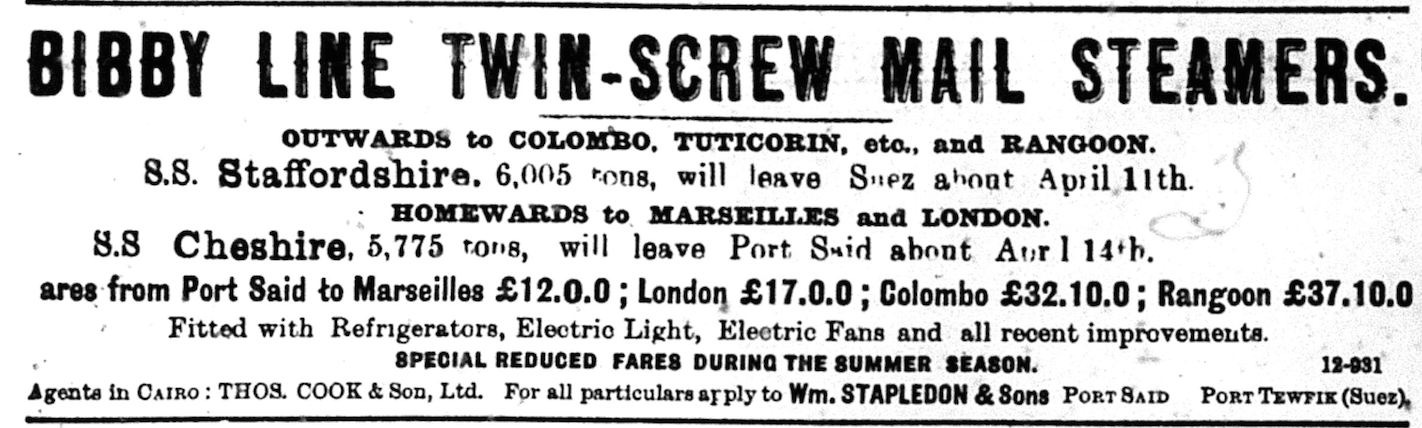 BIBBY LINE TWIN-SCREW MAIL STEAMERS.
OUTWARDS to COLOMBO, TUTICORIN, etc., and RANGOON.
S.S. Staffordshire. 6,005 tons, will leave Suez about April 11th.
HOMEWARDS to MARSEILLES and LONDON.
S.S Cheshire, 5,775 tons, will leave Port Said about April 14th.
ares from Port Said to Marseilles £12.0.0 ; London £17.0.0 ; Colombo £32.10.0 ; Rangoon £37.10.0
Fitted with Refrigerators, Electric Light, Electric Fans and all recent improvements.
SPECIAL REDUCED FARES DURING THE SUMMER SEASON. 12-931
Agents in CAIRO : THOS. COOK & Son, Ltd. For all particulars apply to Wm. STAPLEDON & Sons PORT SAID PORT TEWFIK (Suez).